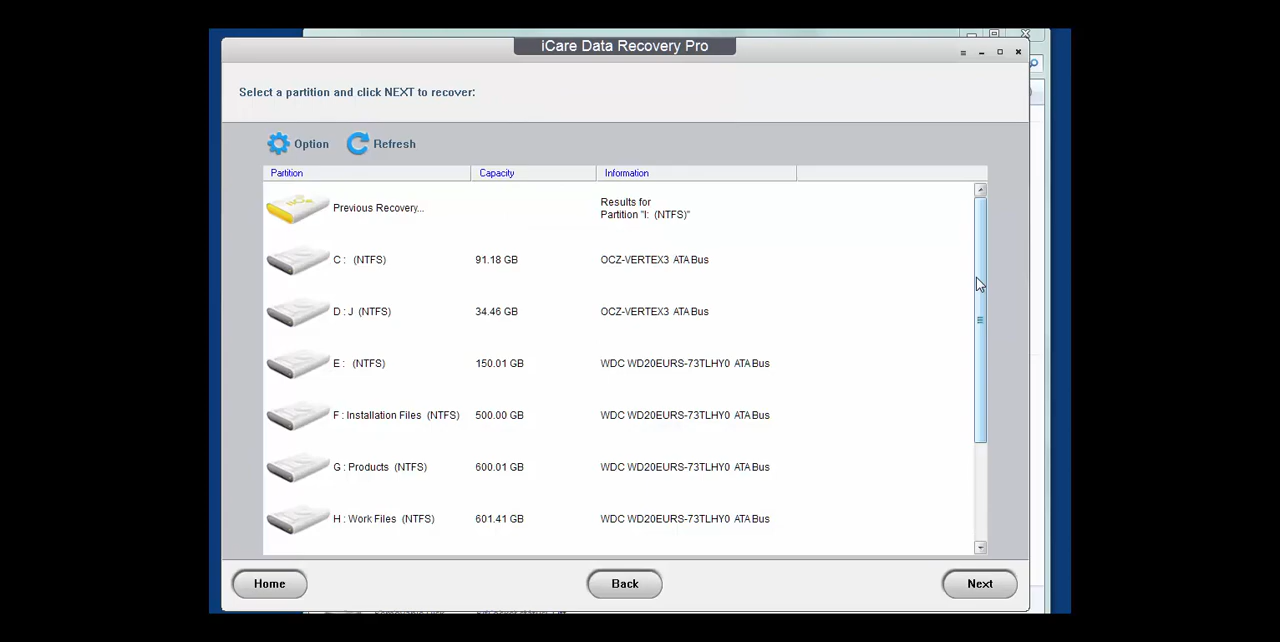 iCare Data Recovery Pro
Select a partition and click NEXT to recover:
Option Refresh
Partition Capacity Information
Previous Recovery... Results for
Partition "I: (NTFS)"
C : (NTFS) 91.18 GB OCZ-VERTEX3 ATA Bus
D : J (NTFS) 34.46 GB OCZ-VERTEX3 ATA Bus
E : (NTFS) 150.01 GB WDC WD20EURS-73TLHY0 ATA Bus
F : Installation Files (NTFS) 500.00 GB WDC WD20EURS-73TLHY0 ATA Bus
G : Products (NTFS) 600.01 GB WDC WD20EURS-73TLHY0 ATA Bus
H : Work Files (NTFS) 601.41 GB WDC WD20EURS-73TLHY0 ATA Bus
Home Back Next